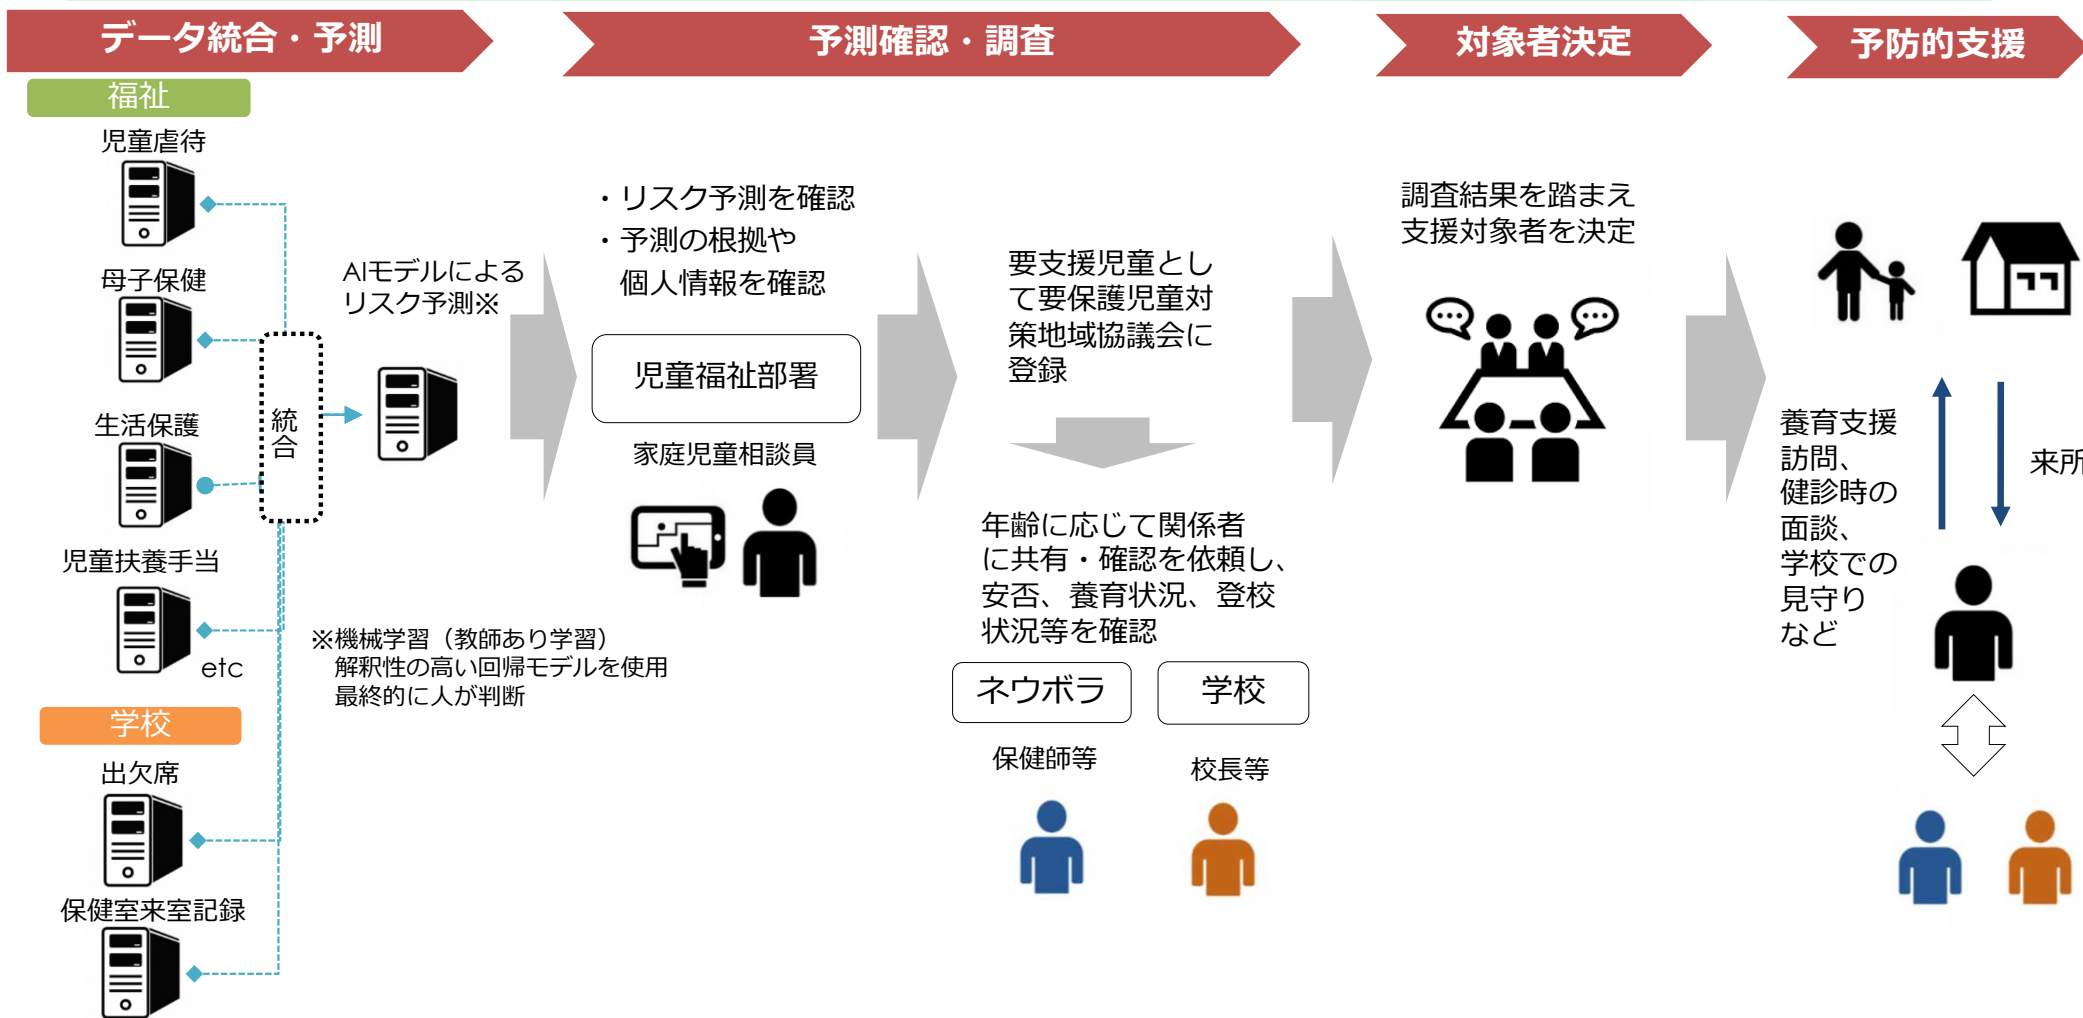 データ統合・予測
予測確認・調査
対象者決定
予防的支援
福祉
児童虐待
母子保健
生活保護
児童扶養手当
etc
学校
出欠席
保健室来室記録
統合
AIモデルによる
リスク予測※
※機械学習（教師あり学習）
解釈性の高い回帰モデルを使用
最終的に人が判断
・リスク予測を確認
・予測の根拠や
個人情報を確認
児童福祉部署
家庭児童相談員
要支援児童とし
て要保護児童対
策地域協議会に
登録
年齢に応じて関係者
に共有・確認を依頼し、
安否、養育状況、登校
状況等を確認
ネウボラ
学校
保健師等
校長等
調査結果を踏まえ
支援対象者を決定
養育支援
訪問、
健診時の
面談、
学校での
見守り
など
来所